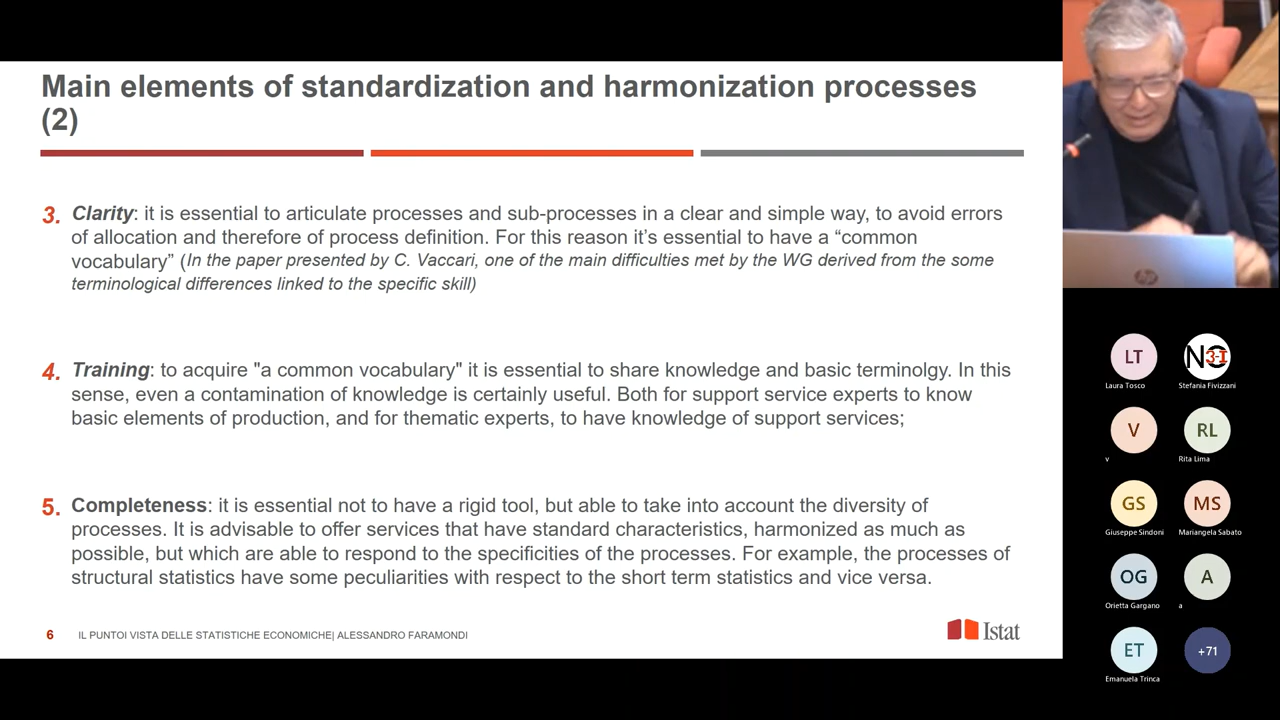 Main elements of standardization and harmonization processes
(2)
3. Clarity: it is essential to articulate processes and sub-processes in a clear and simple way, to avoid errors
of allocation and therefore of process definition. For this reason it’s essential to have a “common
vocabulary” (In the paper presented by C. Vaccari, one of the main difficulties met by the WG derived from the some
terminological differences linked to the specific skill)
4. Training: to acquire "a common vocabulary" it is essential to share knowledge and basic terminolgy. In this
sense, even a contamination of knowledge is certainly useful. Both for support service experts to know
basic elements of production, and for thematic experts, to have knowledge of support services;
5. Completeness: it is essential not to have a rigid tool, but able to take into account the diversity of
processes. It is advisable to offer services that have standard characteristics, harmonized as much as
possible, but which are able to respond to the specificities of the processes. For example, the processes of
structural statistics have some peculiarities with respect to the short term statistics and vice versa.
6 IL PUNTOI VISTA DELLE STATISTICHE ECONOMICHE| ALESSANDRO FARAMONDI
Istat
hp
LT
Laura Tosco
NO
3-I
Stefania Fivizzani
V
v
RL
Rita Lima
GS
Giuseppe Sindoni
MS
Mariangela Sabato
OG
Orietta Gargano
A
a
ET
Emanuela Trinca
+71